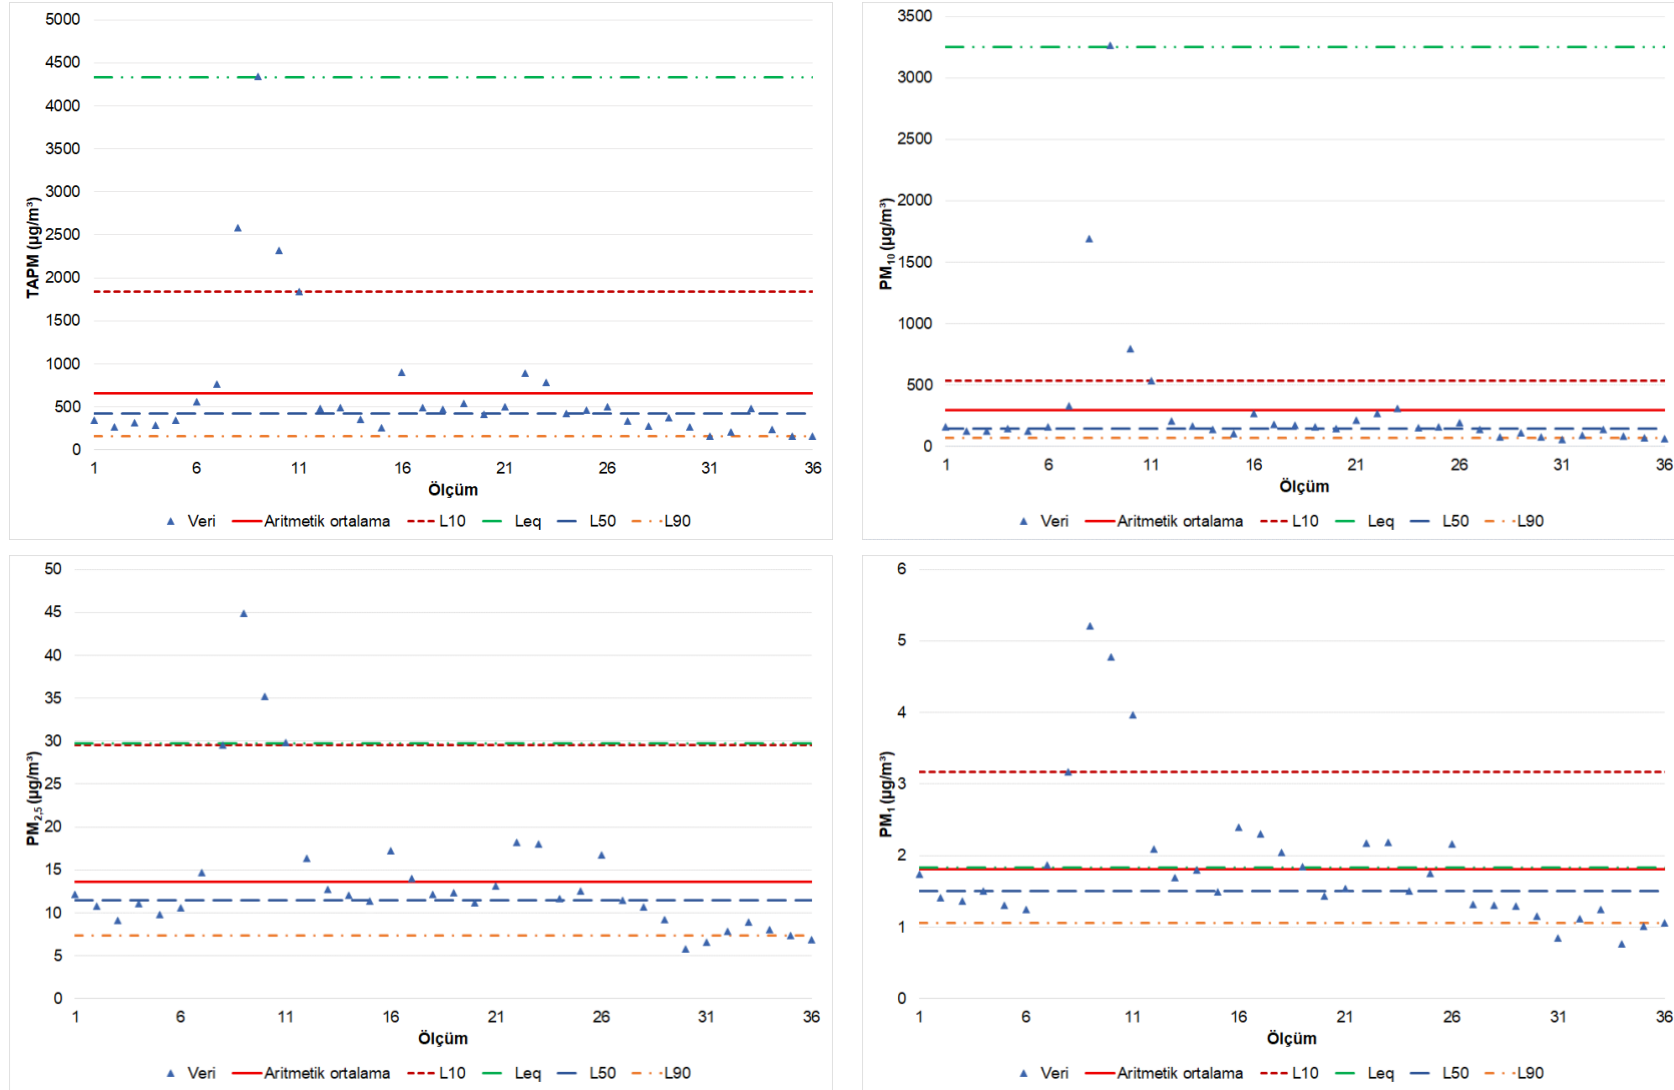 5000
4500
4000
3500
3000
2500
2000
1500
1000
500
0
TAPM (µg/m³)
1 6 11 16 21 26 31 36
Ölçüm
Veri Aritmetik ortalama L10 Leq L50 L90
3500
3000
2500
2000
1500
1000
500
0
PM₁₀ (µg/m³)
1 6 11 16 21 26 31 36
Ölçüm
Veri Aritmetik ortalama L10 Leq L50 L90
50
45
40
35
30
25
20
15
10
5
0
PM₂,₅ (µg/m³)
1 6 11 16 21 26 31 36
Ölçüm
Veri Aritmetik ortalama L10 Leq L50 L90
6
5
4
3
2
1
0
PM₁ (µg/m³)
1 6 11 16 21 26 31 36
Ölçüm
Veri Aritmetik ortalama L10 Leq L50 L90